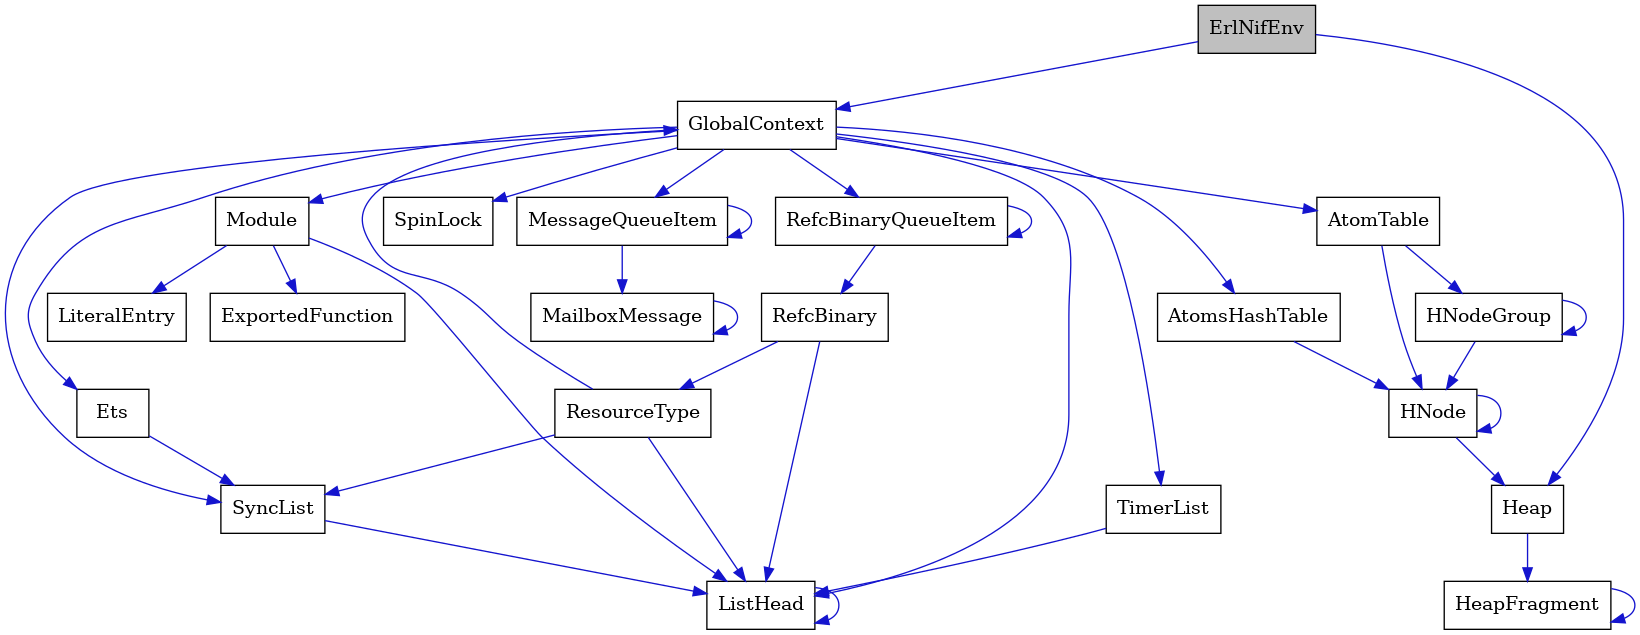 ErlNifEnv
GlobalContext
Module
SpinLock
MessageQueueItem
RefcBinaryQueueItem
AtomTable
LiteralEntry
ExportedFunction
MailboxMessage
RefcBinary
AtomsHashTable
HNodeGroup
Ets
ResourceType
HNode
SyncList
TimerList
Heap
ListHead
HeapFragment